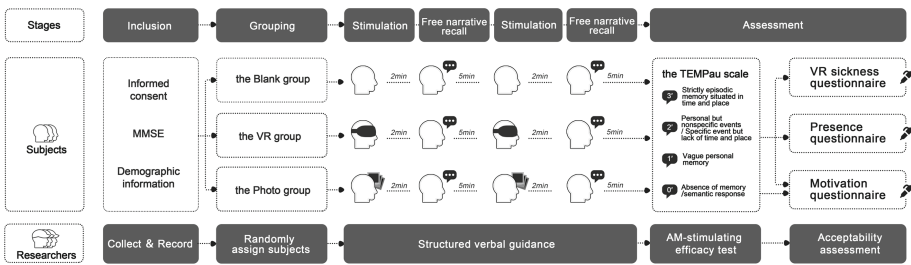 Stages
Inclusion
Grouping
Stimulation
Free narrative
recall
Stimulation
Free narrative
recall
Assessment
Subjects
Informed
consent
MMSE
Demographic
information
the Blank group
2min
5min
2min
5min
the VR group
2min
5min
2min
5min
the Photo group
2min
5min
2min
5min
the TEMPau scale
3'
Strictly episodic
memory situated in
time and place
2'
Personal but
nonspecific events
/ Specific event but
lack of time and place
1'
Vague personal
memory
0'
Absence of memory
/semantic response
VR sickness
questionnaire
Presence
questionnaire
Motivation
questionnaire
Researchers
Collect & Record
Randomly
assign subjects
Structured verbal guidance
AM-stimulating
efficacy test
Acceptability
assessment